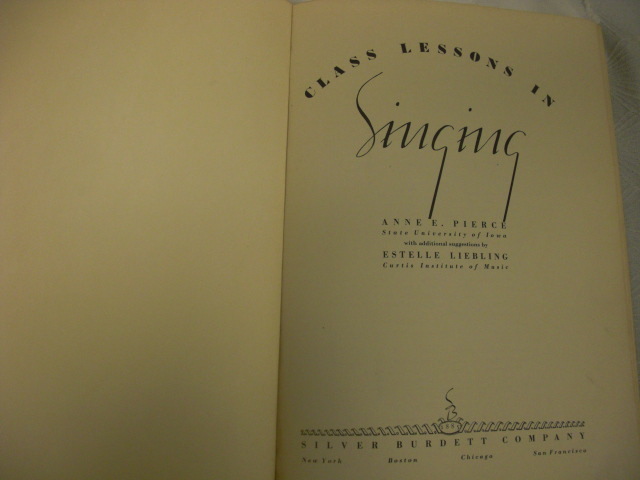 CLASS LESSONS IN
Singing
ANNE E. PIERCE
State University of Iowa
with additional suggestions by
ESTELLE LIEBLING
Curtis Institute of Music
SILVER BURDETT COMPANY
New York Boston Chicago San Francisco